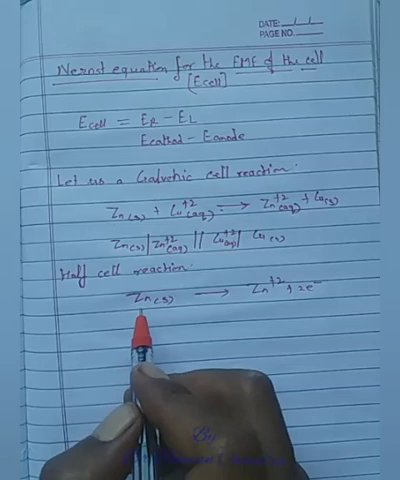 DATE: / /
PAGE NO.
Nernst equation for the EMF of the cell
[Ecell]
Ecell = ER - EL
Ecathod - Eanode
Let us a Galvenic cell reaction.
Zn(s) + Cu+2(aq) → Zn+2(aq) + Cu(s)
Zn(s) | Zn+2(aq) || Cu+2(aq) | Cu(s)
Half cell reaction.
Zn(s) → Zn+2 + 2e-
By